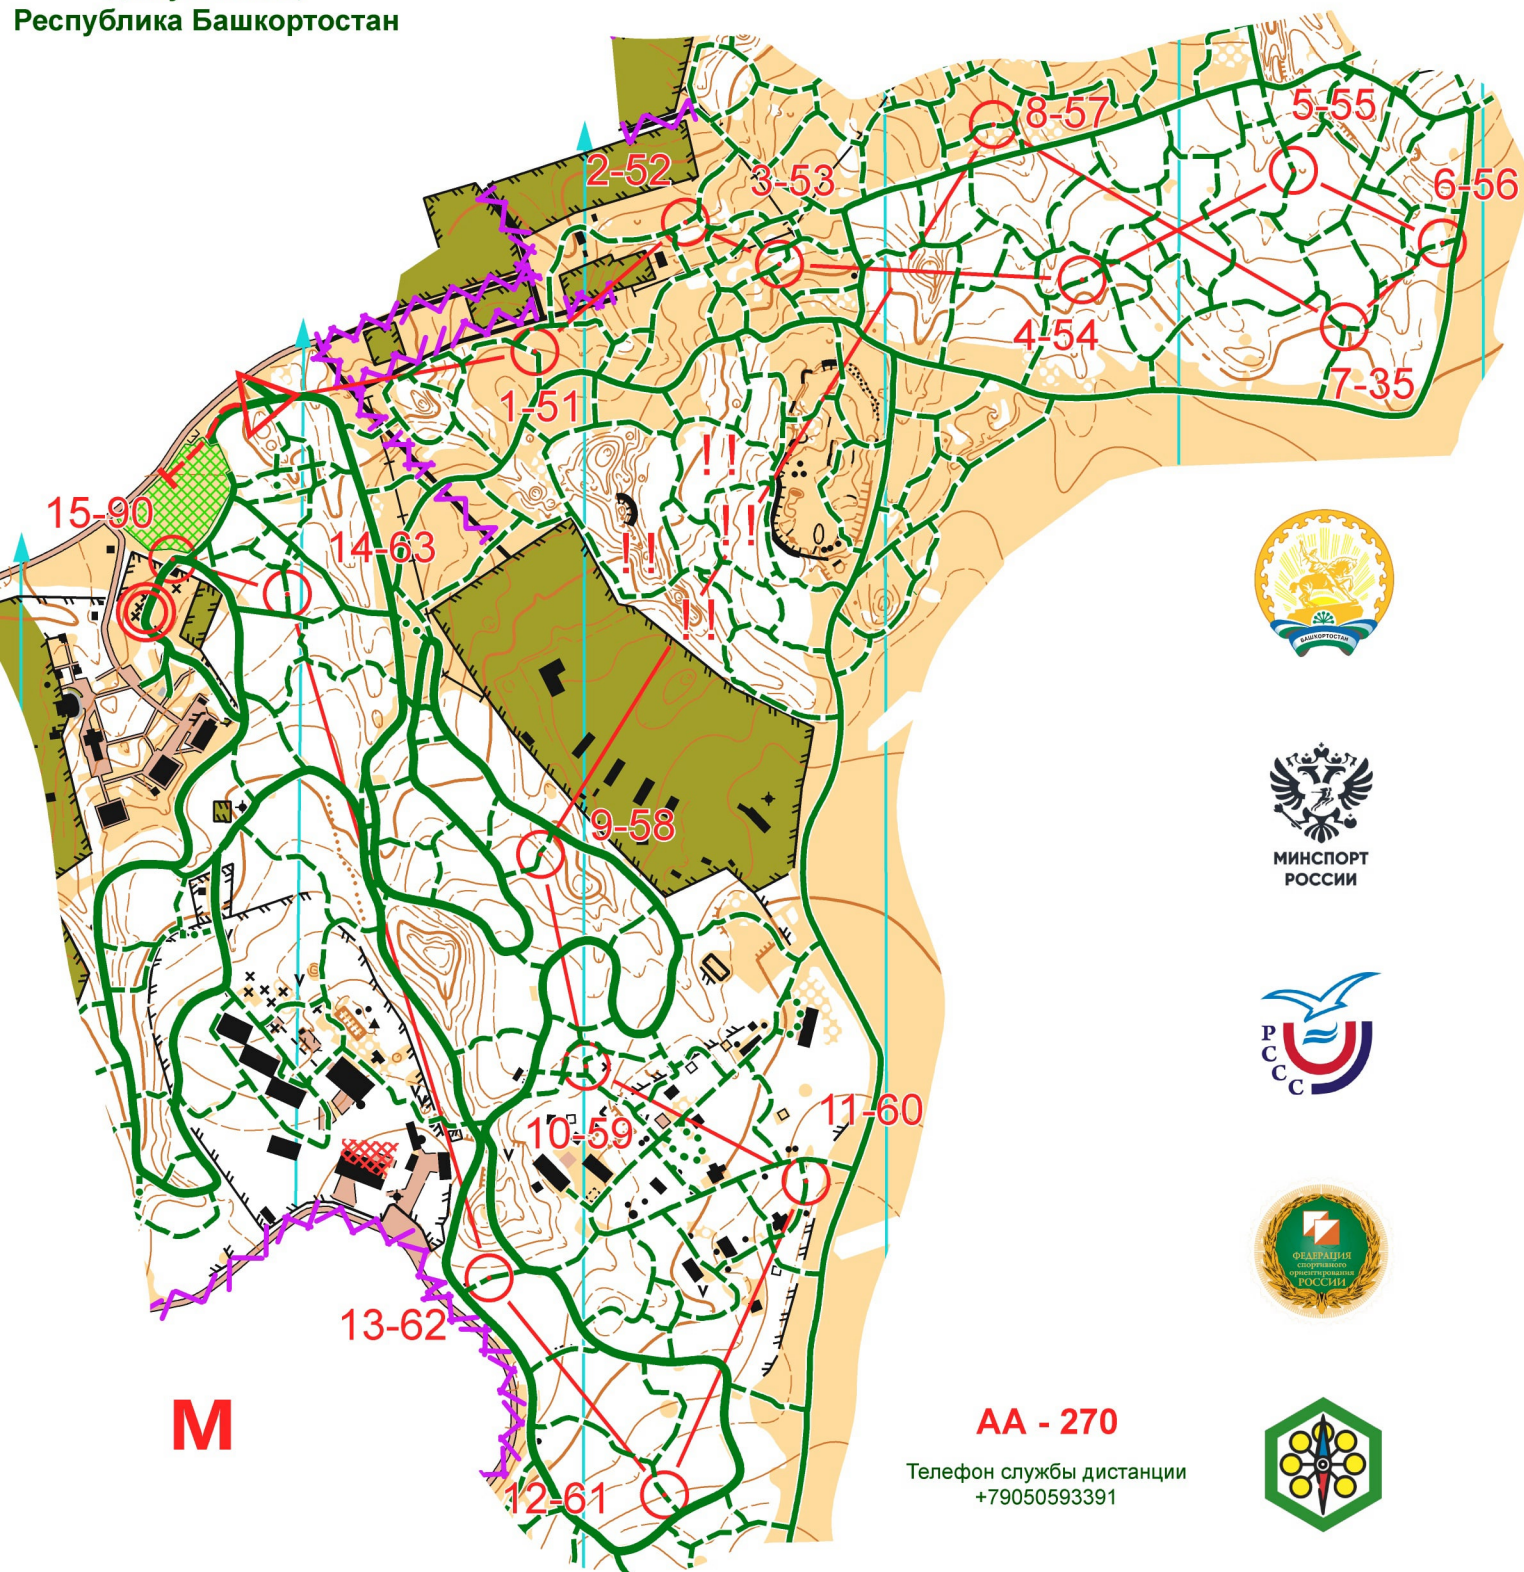 Республика Башкортостан
8-57
5-55
2-52
3-53
6-56
4-54
7-35
1-51
!!
15-90
!!
14-63
!!
БАШКОРТОСТАН
!!
9-58
МИНСПОРТ
РОССИИ
Р
С
С
С
11-60
10-59
ФЕДЕРАЦИЯ
спортивного
ориентирования
РОССИИ
13-62
М
АА - 270
Телефон службы дистанции
+79050593391
12-61